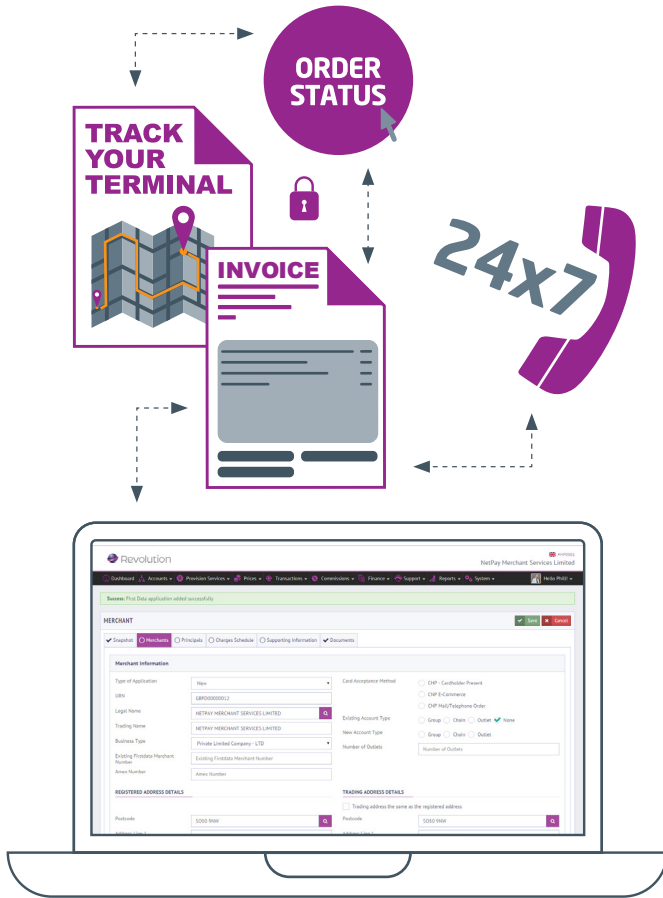 ORDER
STATUS
TRACK
YOUR
TERMINAL
INVOICE
24x7
Revolution
NetPay Merchant Services Limited
Dashboard Accounts Provision Services Prices Transactions Commissions Finance Support Reports System Hello Phil!
Success: First Data application added successfully
MERCHANT
Save Cancel
Snapshot Merchants Principals Charges Schedule Supporting Information Documents
Merchant Information
Type of Application New
URN GBPD00000012
Legal Name NETPAY MERCHANT SERVICES LIMITED
Trading Name NETPAY MERCHANT SERVICES LIMITED
Business Type Private Limited Company - LTD
Existing Firstdata Merchant
Number
Existing Firstdata Merchant Number
Amex Number Amex Number
Card Acceptance Method CHP - Cardholder Present
CNP E-Commerce
CNP Mail/Telephone Order
Existing Account Type Group Chain Outlet None
New Account Type Group Chain Outlet
Number of Outlets Number of Outlets
REGISTERED ADDRESS DETAILS
Postcode SO50 9NW
TRADING ADDRESS DETAILS
Trading address the same as the registered address
Postcode SO50 9NW